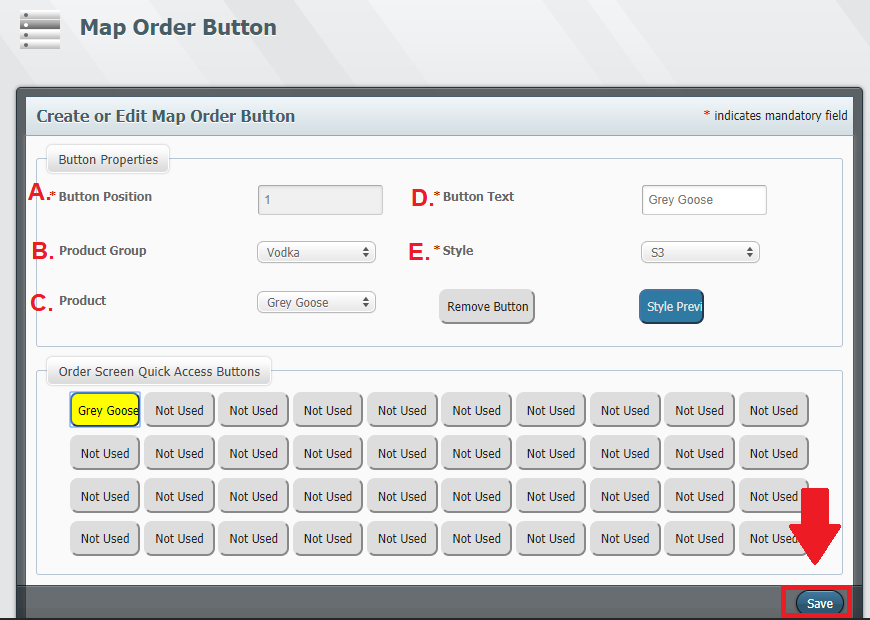 Map Order Button
Create or Edit Map Order Button * indicates mandatory field
Button Properties
A.* Button Position 1 D.* Button Text Grey Goose
B. Product Group Vodka E.* Style S3
C. Product Grey Goose Remove Button Style Previ
Order Screen Quick Access Buttons
Grey Goose Not Used Not Used Not Used Not Used Not Used Not Used Not Used Not Used Not Used
Not Used Not Used Not Used Not Used Not Used Not Used Not Used Not Used Not Used Not Used
Not Used Not Used Not Used Not Used Not Used Not Used Not Used Not Used Not Used Not Used
Not Used Not Used Not Used Not Used Not Used Not Used Not Used Not Used Not Used Not Used
Save